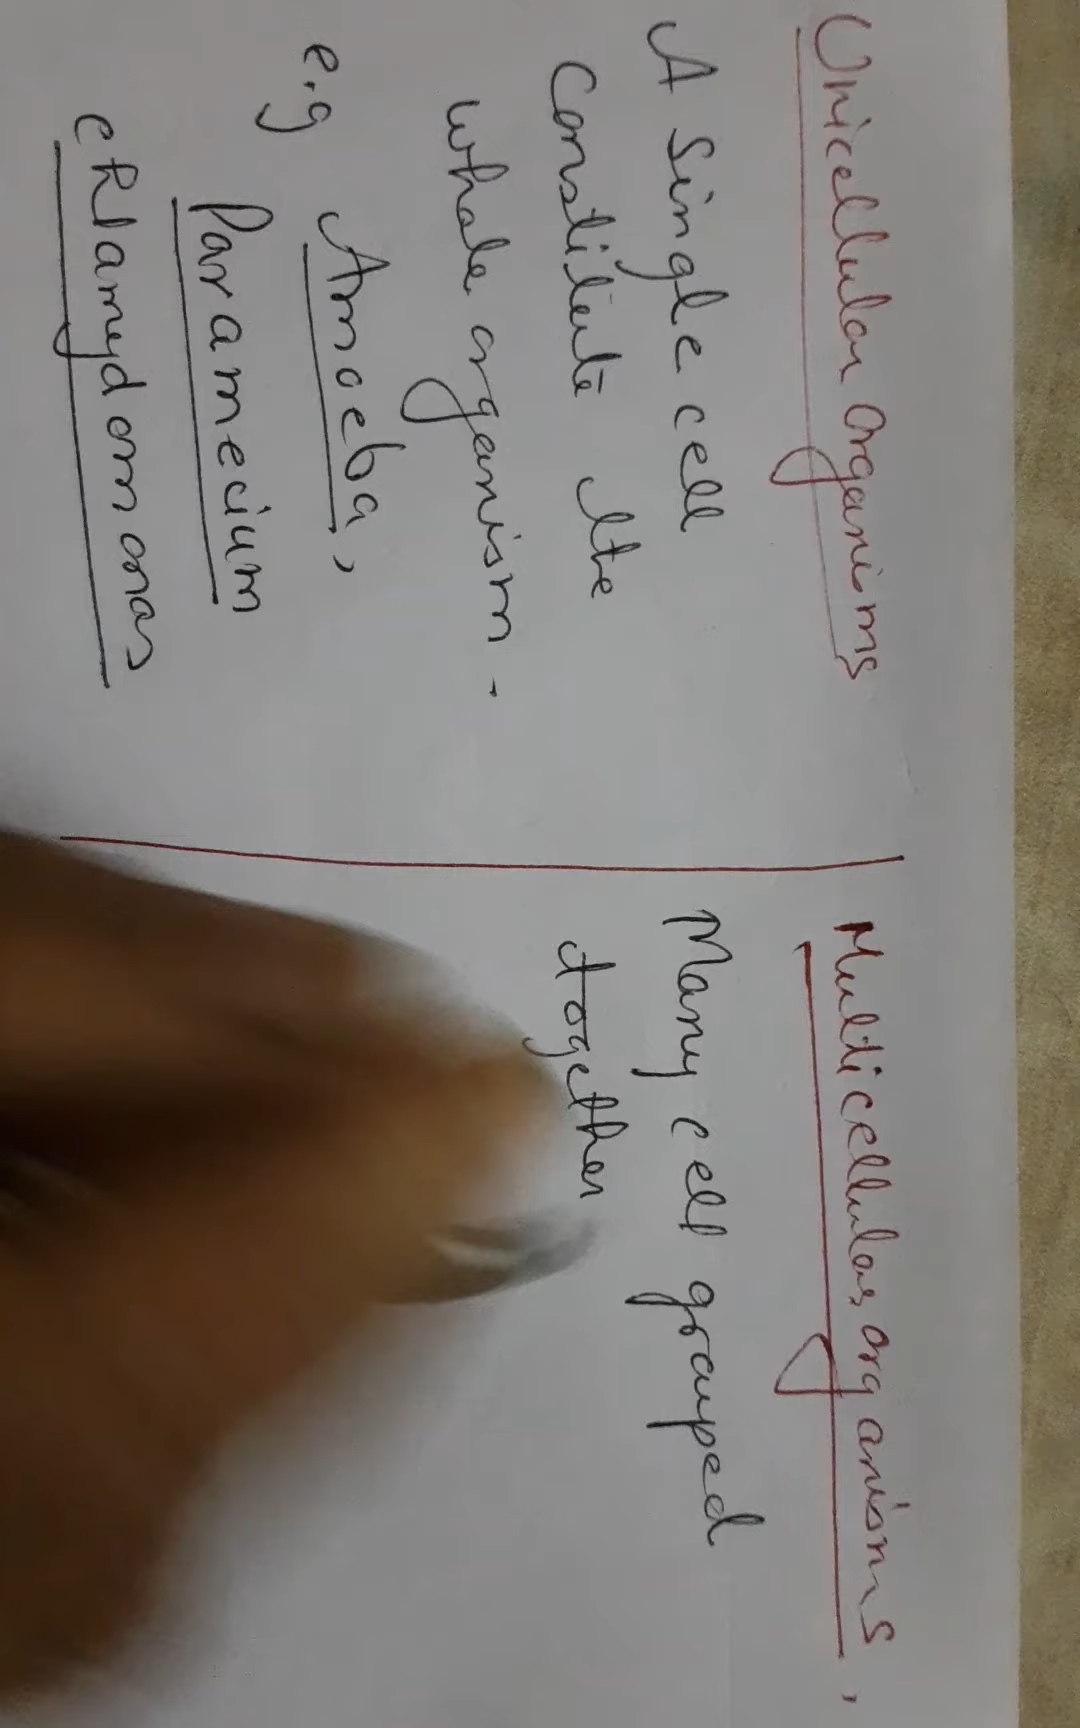 Unicellular organisms
A single cell
Constitute the
whole organism.
e.g Amoeba,
Paramecium
chlamydomonas
Multicellular organisms,
Many cell grouped
together